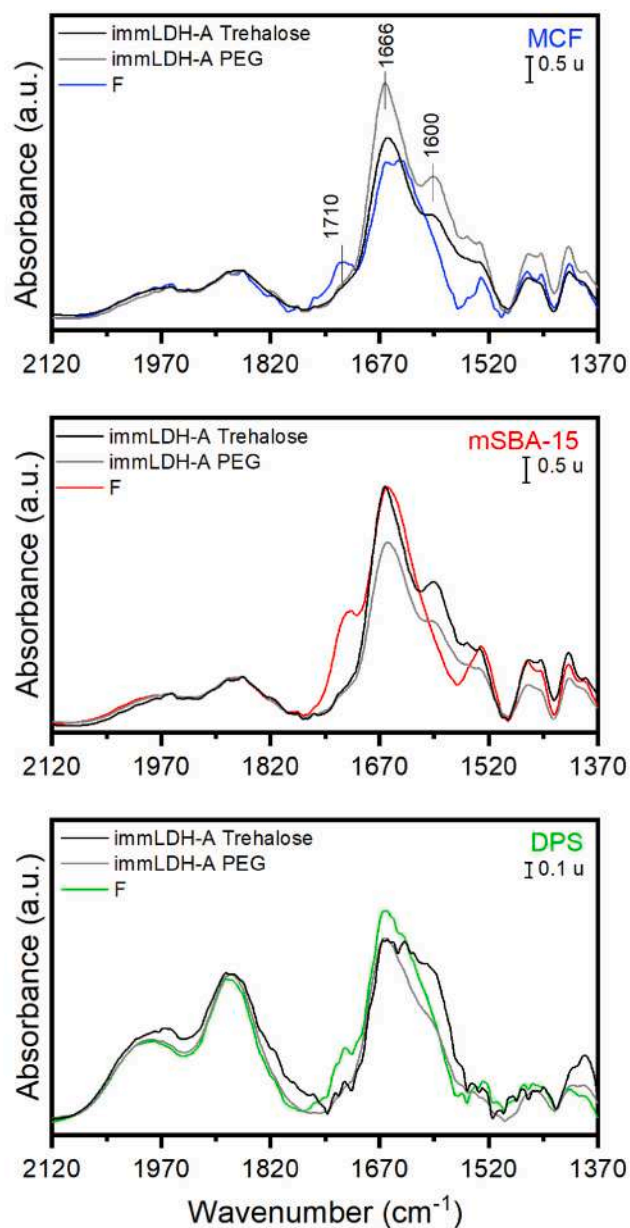 immLDH-A Trehalose
immLDH-A PEG
F
MCF
0.5 u
1666
1600
1710
Absorbance (a.u.)
2120 1970 1820 1670 1520 1370
immLDH-A Trehalose
immLDH-A PEG
F
mSBA-15
0.5 u
Absorbance (a.u.)
2120 1970 1820 1670 1520 1370
immLDH-A Trehalose
immLDH-A PEG
F
DPS
0.1 u
Absorbance (a.u.)
2120 1970 1820 1670 1520 1370
Wavenumber (cm⁻¹)